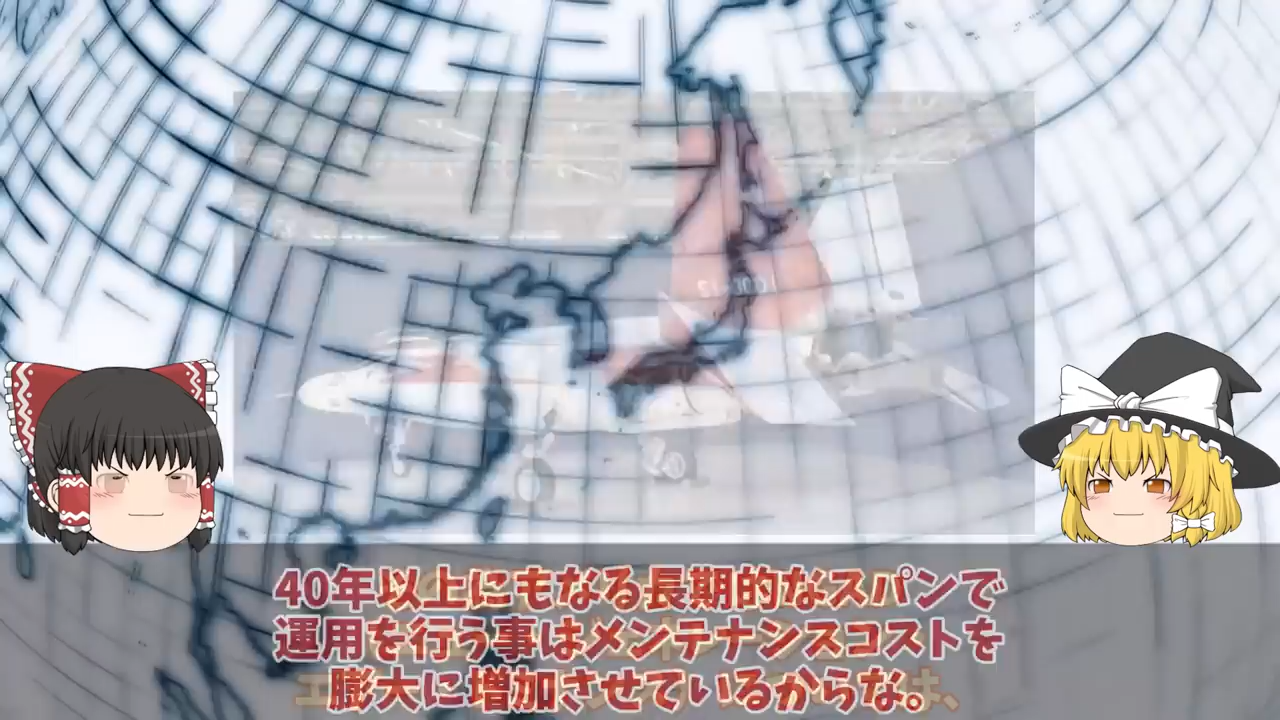 40年以上にもなる長期的なスパンで
運用を行う事はメンテナンスコストを
膨大に増加させているからな。